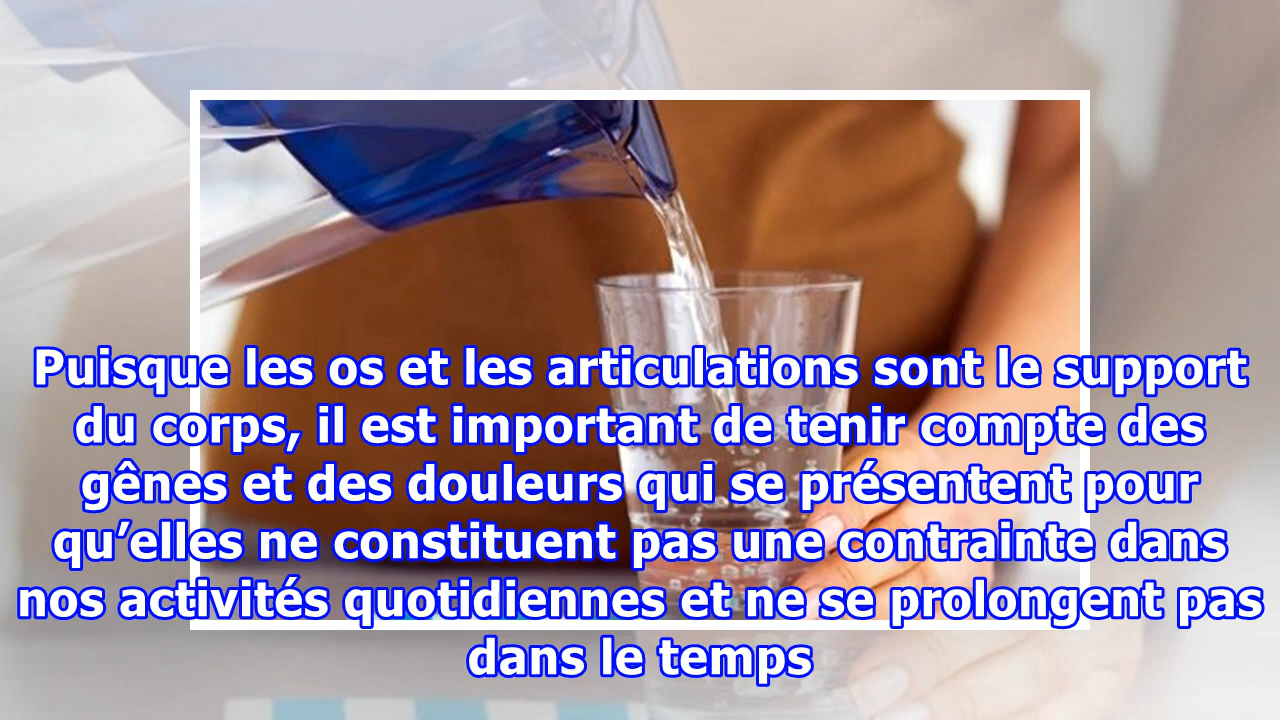 Puisque les os et les articulations sont le support
du corps, il est important de tenir compte des
gênes et des douleurs qui se présentent pour
qu’elles ne constituent pas une contrainte dans
nos activités quotidiennes et ne se prolongent pas
dans le temps